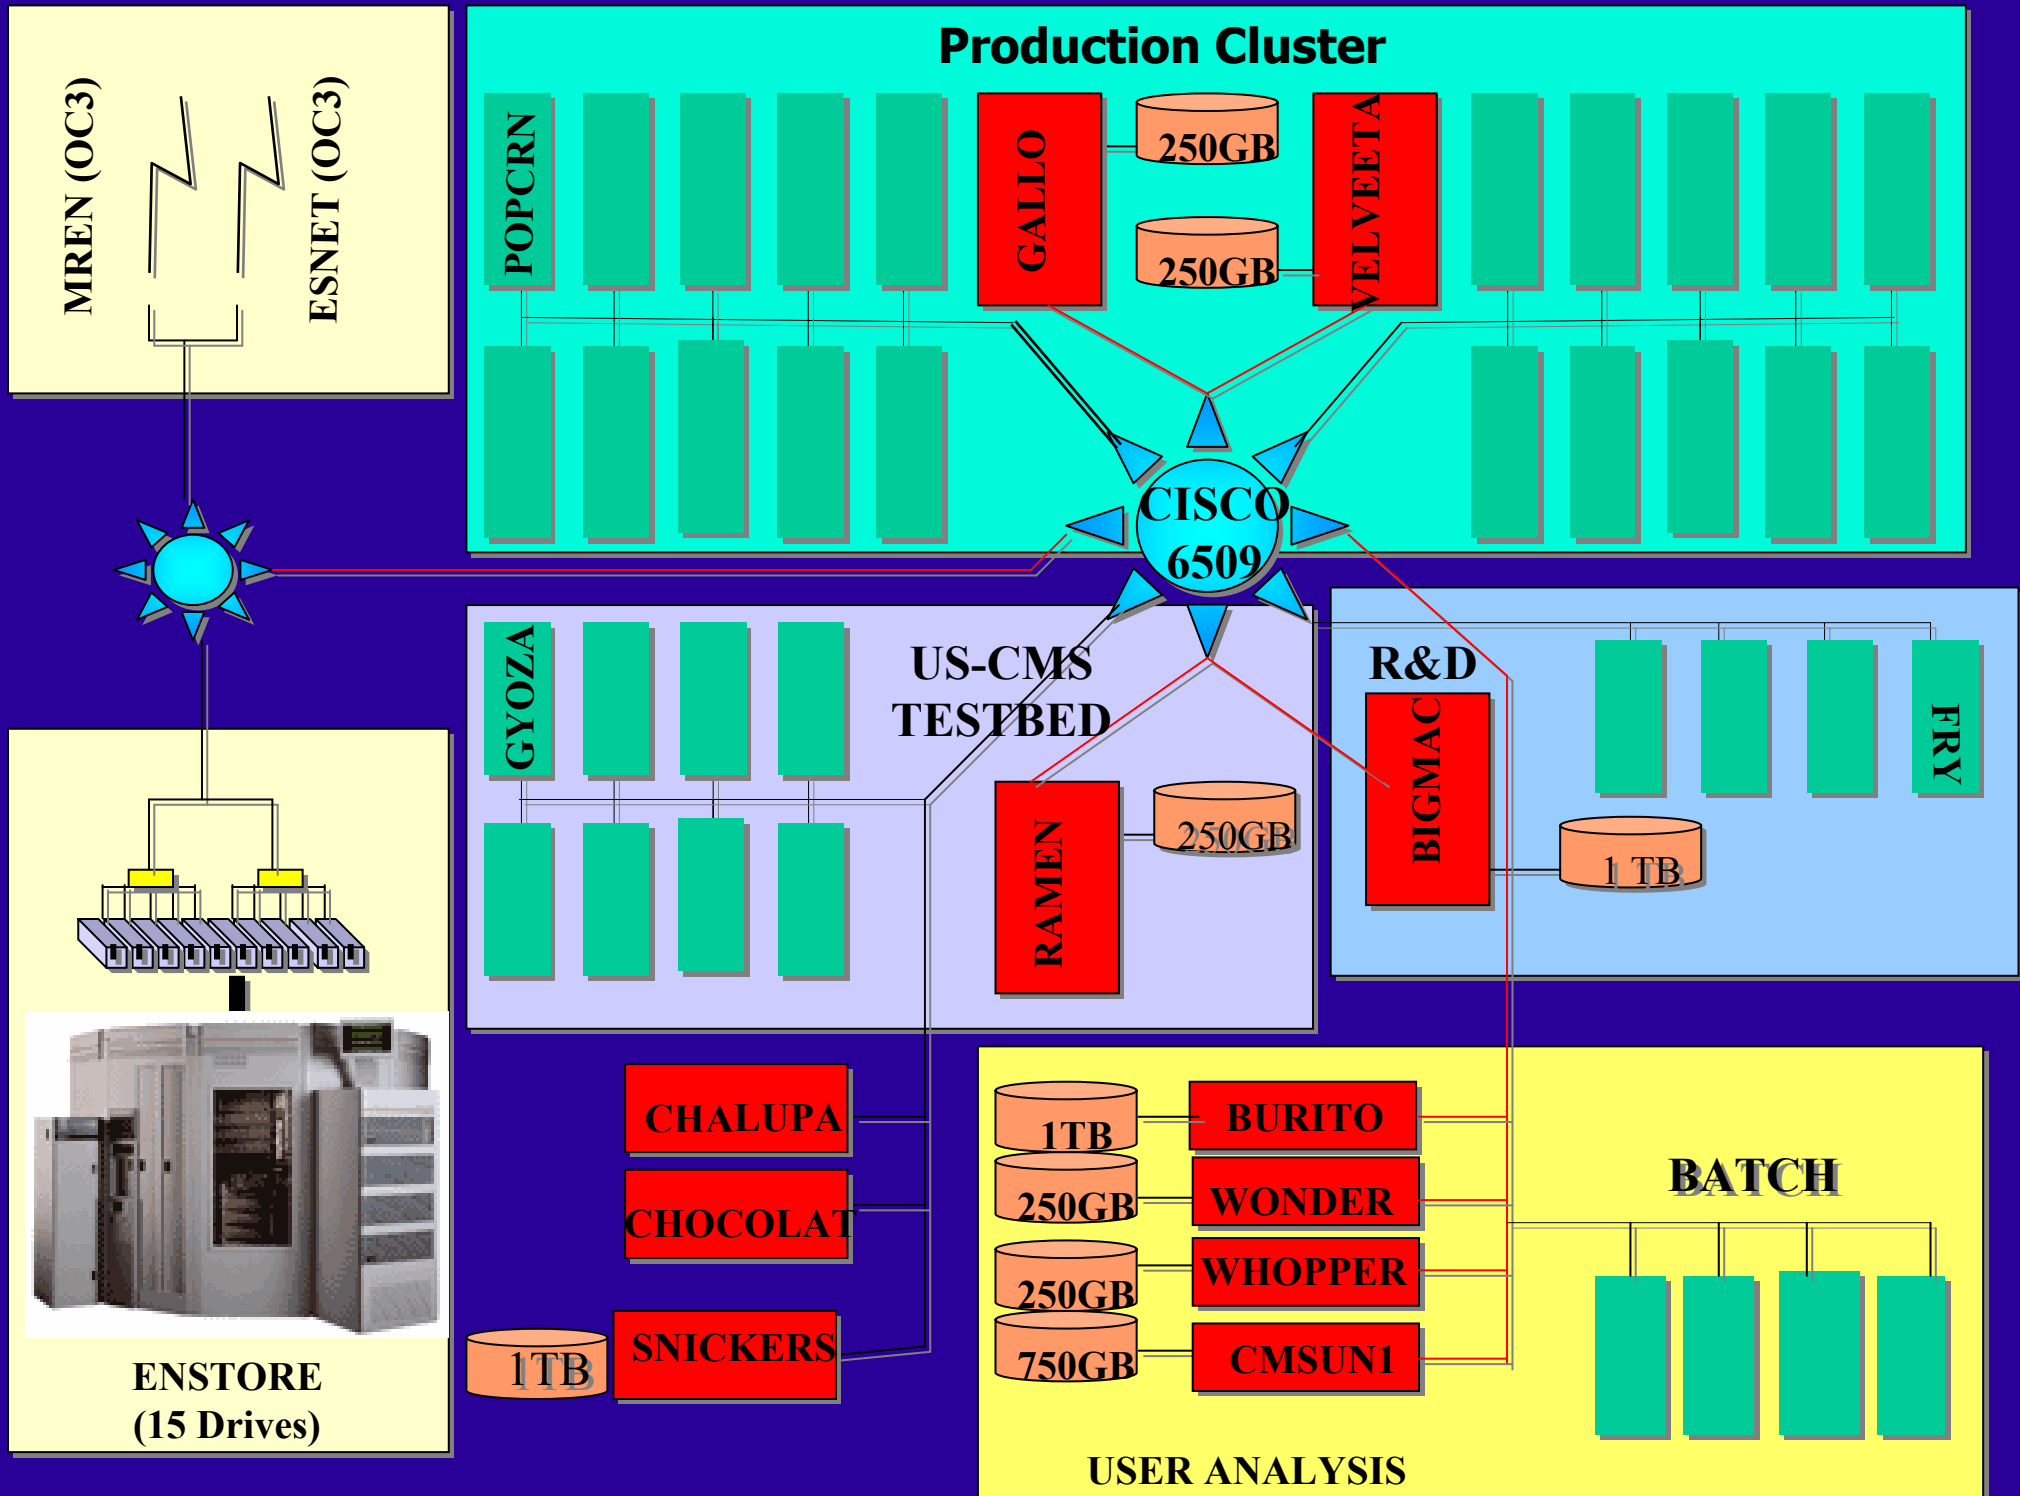 MREN (OC3)
ESNET (OC3)
Production Cluster
POPCRN
GALLO
250GB
250GB
VELVEETA
CISCO
6509
GYOZA
US-CMS
TESTBED
RAMEN
250GB
R&D
BIGMAC
1 TB
FRY
CHALUPA
CHOCOLAT
SNICKERS
1TB
1TB
BURITO
250GB
WONDER
250GB
WHOPPER
750GB
CMSUN1
BATCH
USER ANALYSIS
ENSTORE
(15 Drives)